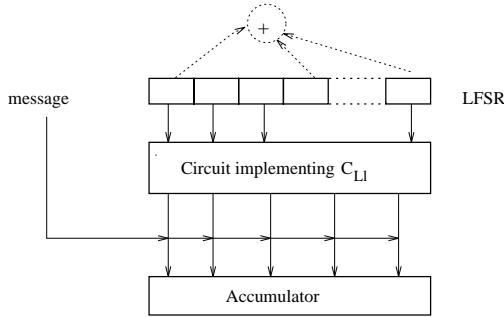 +
message
LFSR
Circuit implementing C_Ll
Accumulator